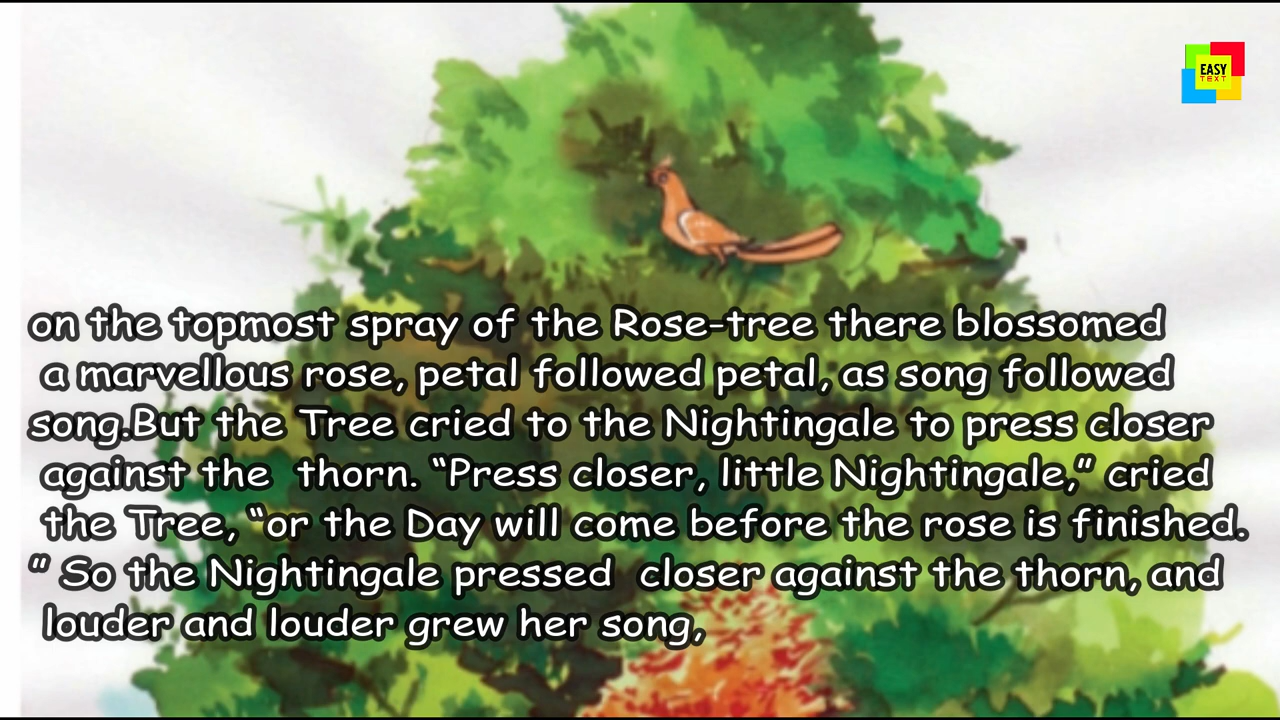 EASY
TEXT
on the topmost spray of the Rose-tree there blossomed
a marvellous rose, petal followed petal, as song followed
song.But the Tree cried to the Nightingale to press closer
against the  thorn. “Press closer, little Nightingale,” cried
the Tree, “or the Day will come before the rose is finished.
” So the Nightingale pressed  closer against the thorn, and
louder and louder grew her song,